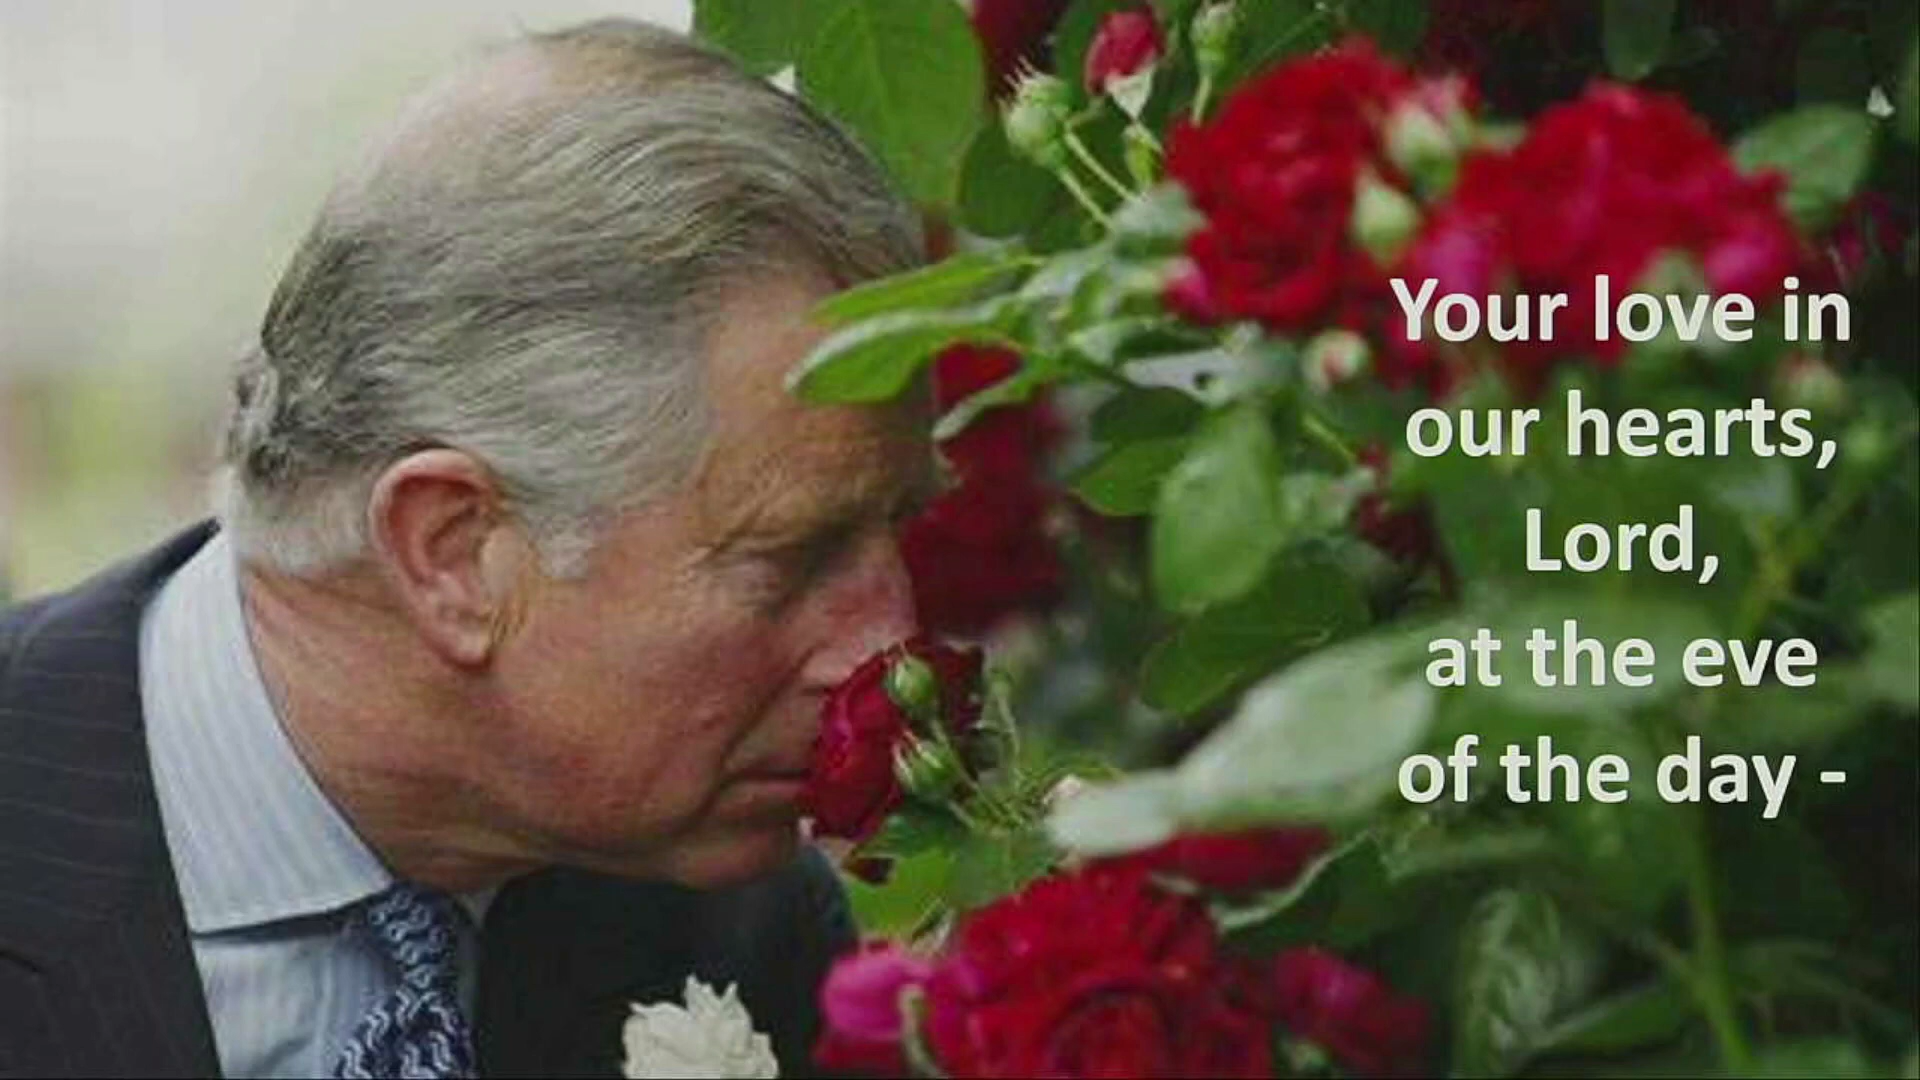 Your love in
our hearts,
Lord,
at the eve
of the day -